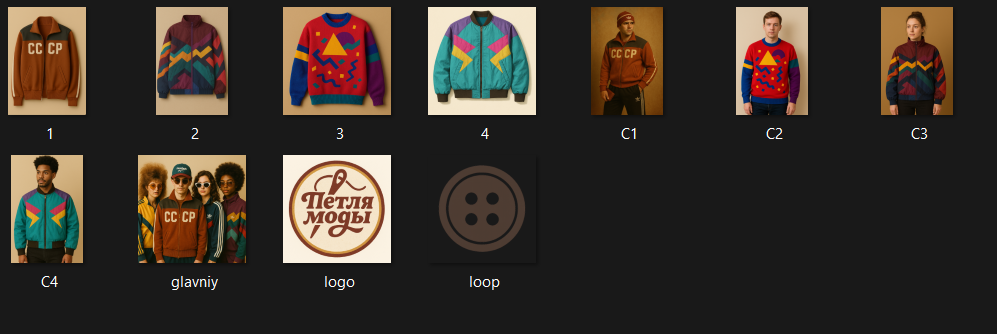 CC CP
CC CP
1
2
3
4
C1
C2
C3
CC CP
Петля
моды
C4
glavniy
logo
loop